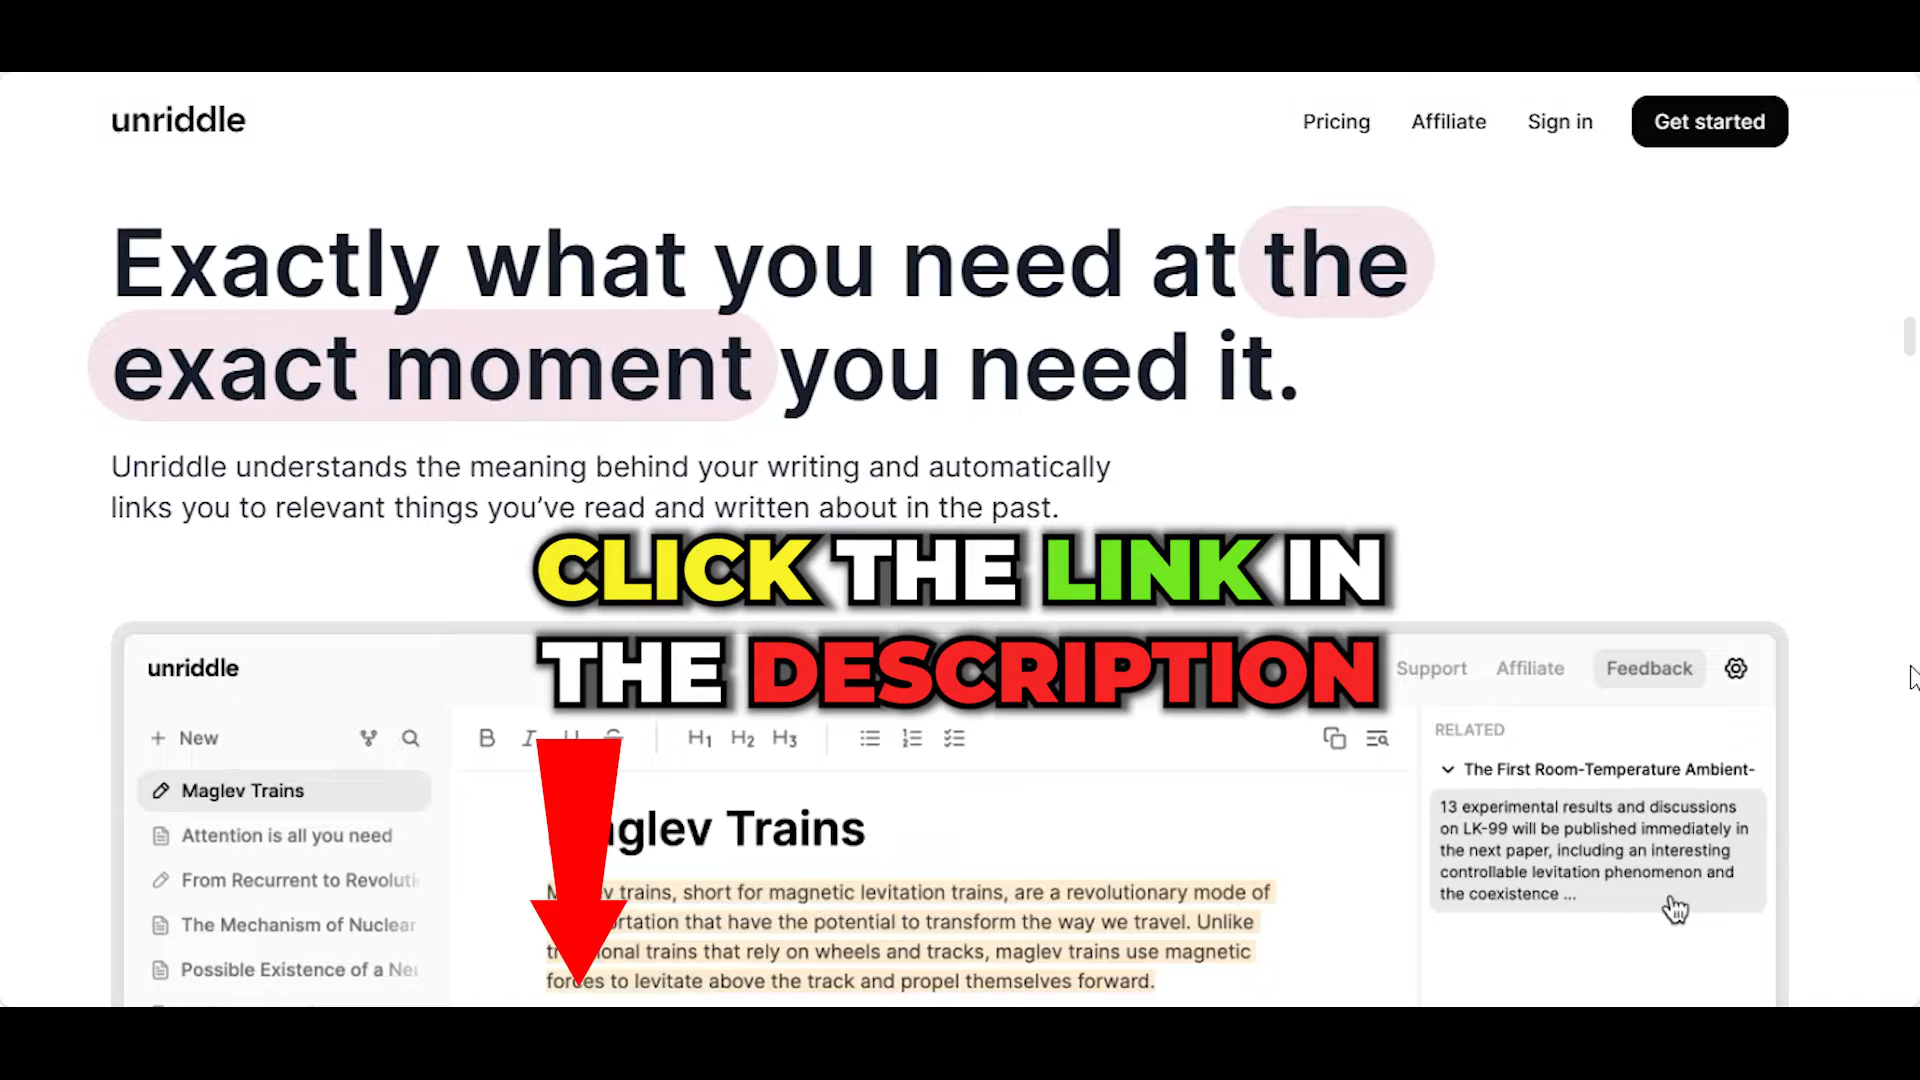 unriddle
Pricing Affiliate Sign in Get started
Exactly what you need at the
exact moment you need it.
Unriddle understands the meaning behind your writing and automatically
links you to relevant things you've read and written about in the past.
CLICK THE LINK IN
THE DESCRIPTION
unriddle
Support Affiliate Feedback
+ New
B I U S H1 H2 H3
Maglev Trains
Attention is all you need
From Recurrent to Revoluti
The Mechanism of Nuclear
Possible Existence of a Neu
aglev Trains
Maglev trains, short for magnetic levitation trains, are a revolutionary mode of
ortation that have the potential to transform the way we travel. Unlike
tional trains that rely on wheels and tracks, maglev trains use magnetic
forces to levitate above the track and propel themselves forward.
RELATED
The First Room-Temperature Ambient-
13 experimental results and discussions
on LK-99 will be published immediately in
the next paper, including an interesting
controllable levitation phenomenon and
the coexistence ...